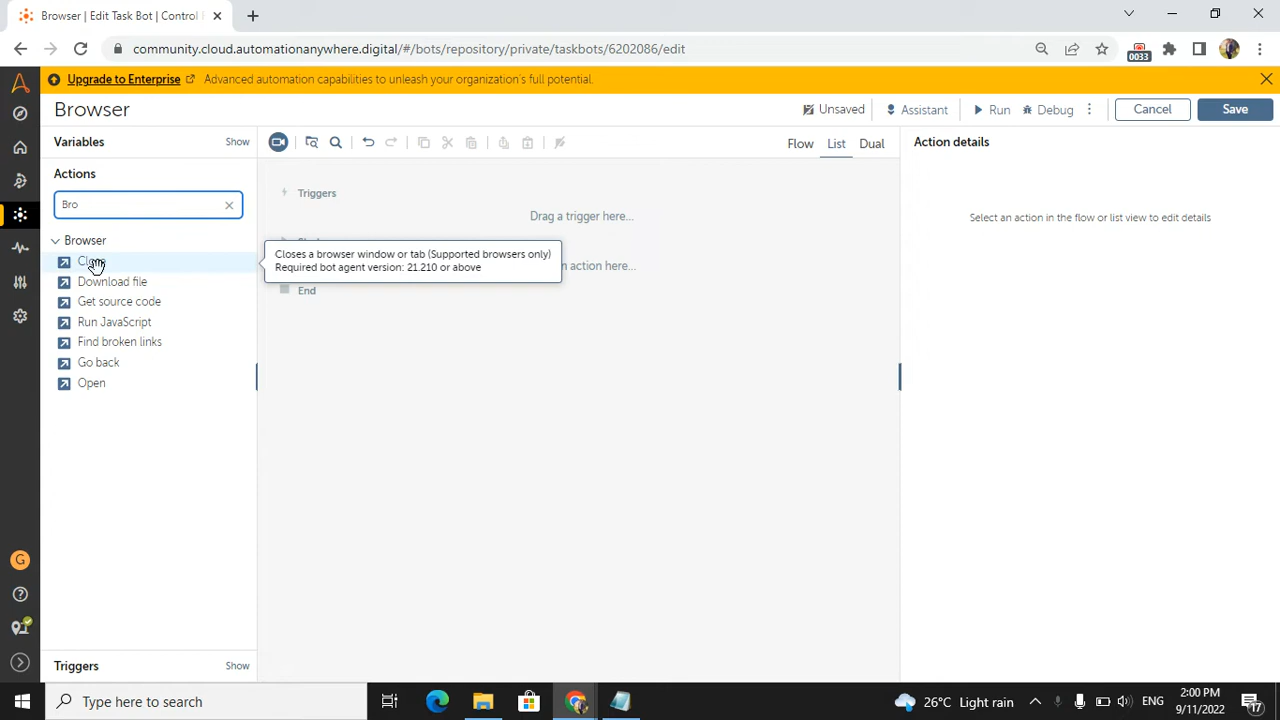 Browser | Edit Task Bot | Control
community.cloud.automationanywhere.digital/#/bots/repository/private/taskbots/6202086/edit
0033
Upgrade to Enterprise Advanced automation capabilities to unleash your organization's full potential.
Browser
Unsaved
Assistant
Run
Debug
Cancel
Save
Variables
Show
Flow
List
Dual
Action details
Actions
Bro
Triggers
Drag a trigger here...
Select an action in the flow or list view to edit details
Browser
Closes a browser window or tab (Supported browsers only)
Required bot agent version: 21.210 or above
action here...
End
Download file
Get source code
Run JavaScript
Find broken links
Go back
Open
G
Triggers
Show
Type here to search
26°C Light rain
ENG
2:00 PM
9/11/2022
17